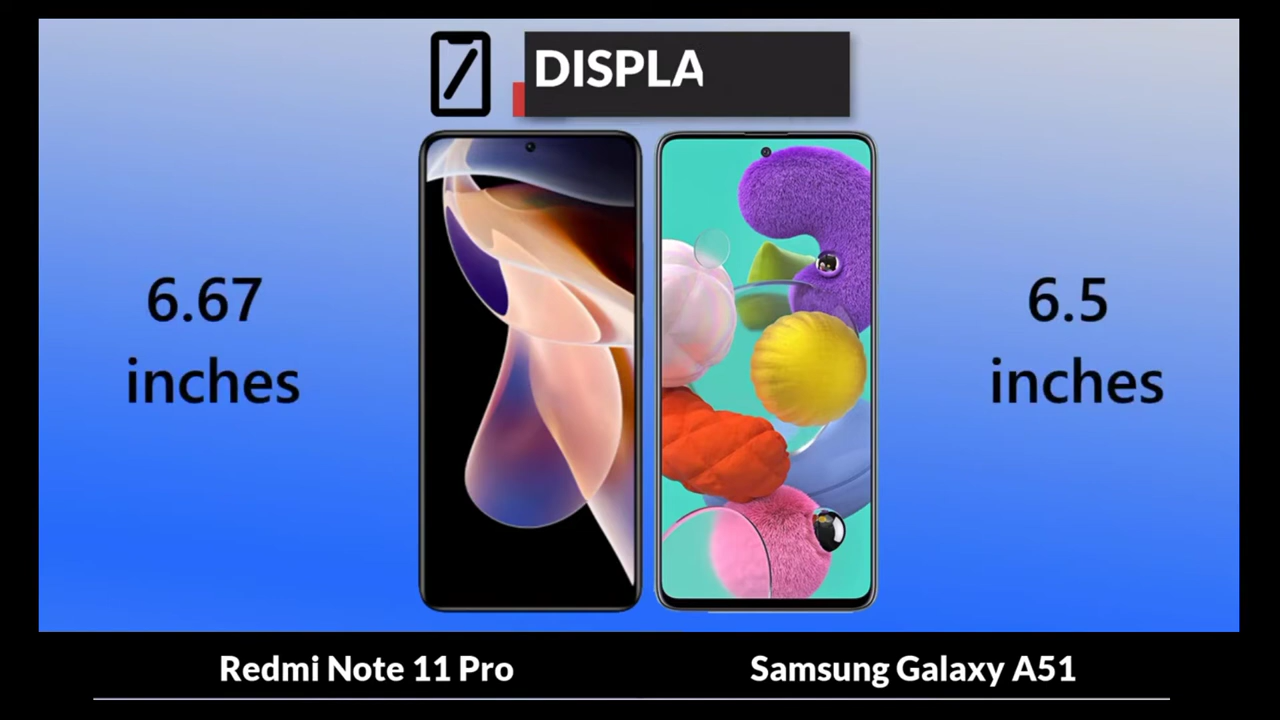 DISPLA
6.67
inches
6.5
inches
Redmi Note 11 Pro
Samsung Galaxy A51